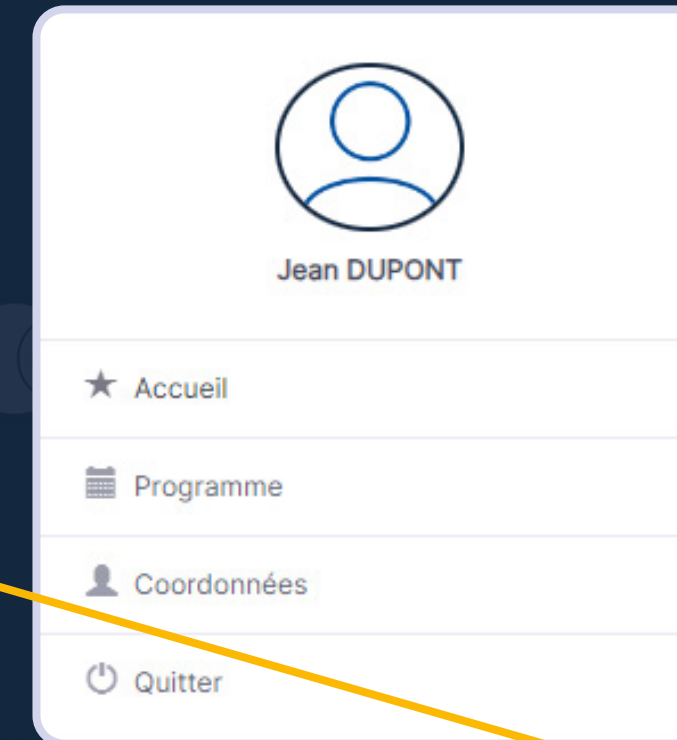 Jean DUPONT
Accueil
Programme
Coordonnées
Quitter